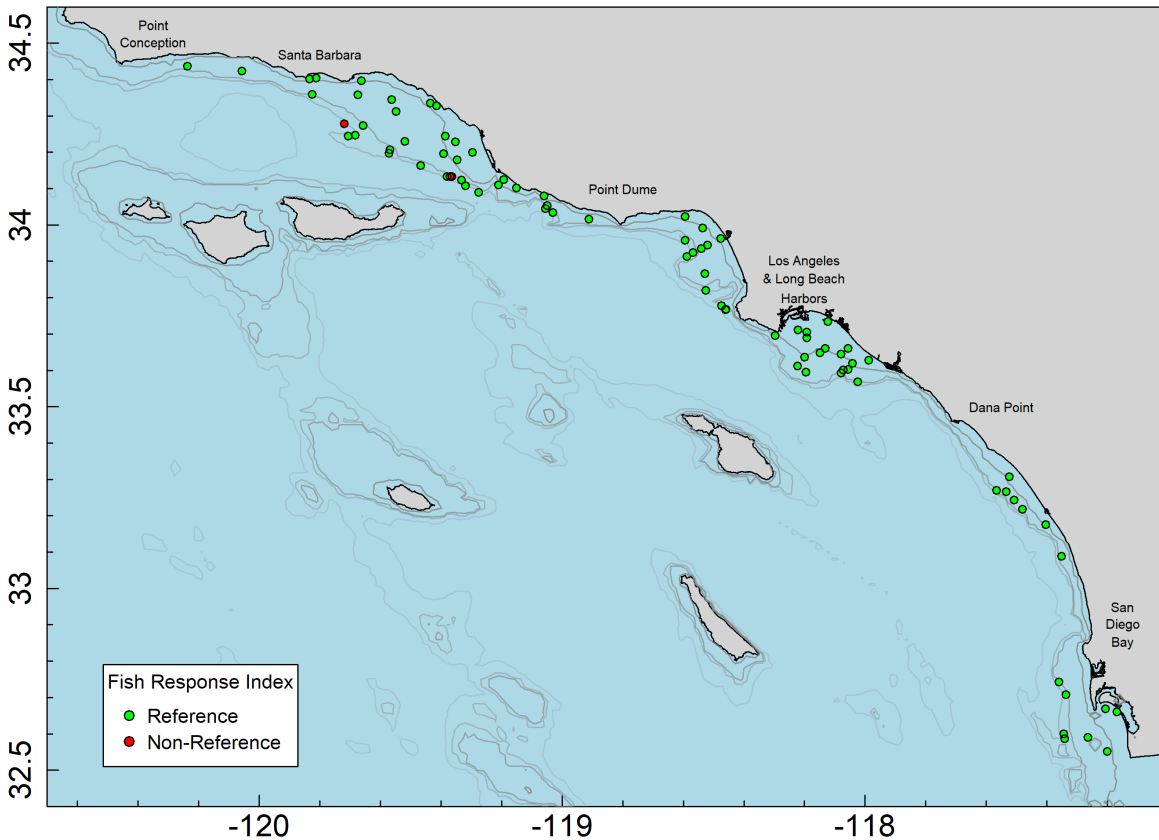 Point
Conception
Santa Barbara
Point Dume
Los Angeles
& Long Beach
Harbors
Dana Point
San
Diego
Bay
34.5
34
33.5
33
32.5
Fish Response Index
Reference
Non-Reference
-120
-119
-118